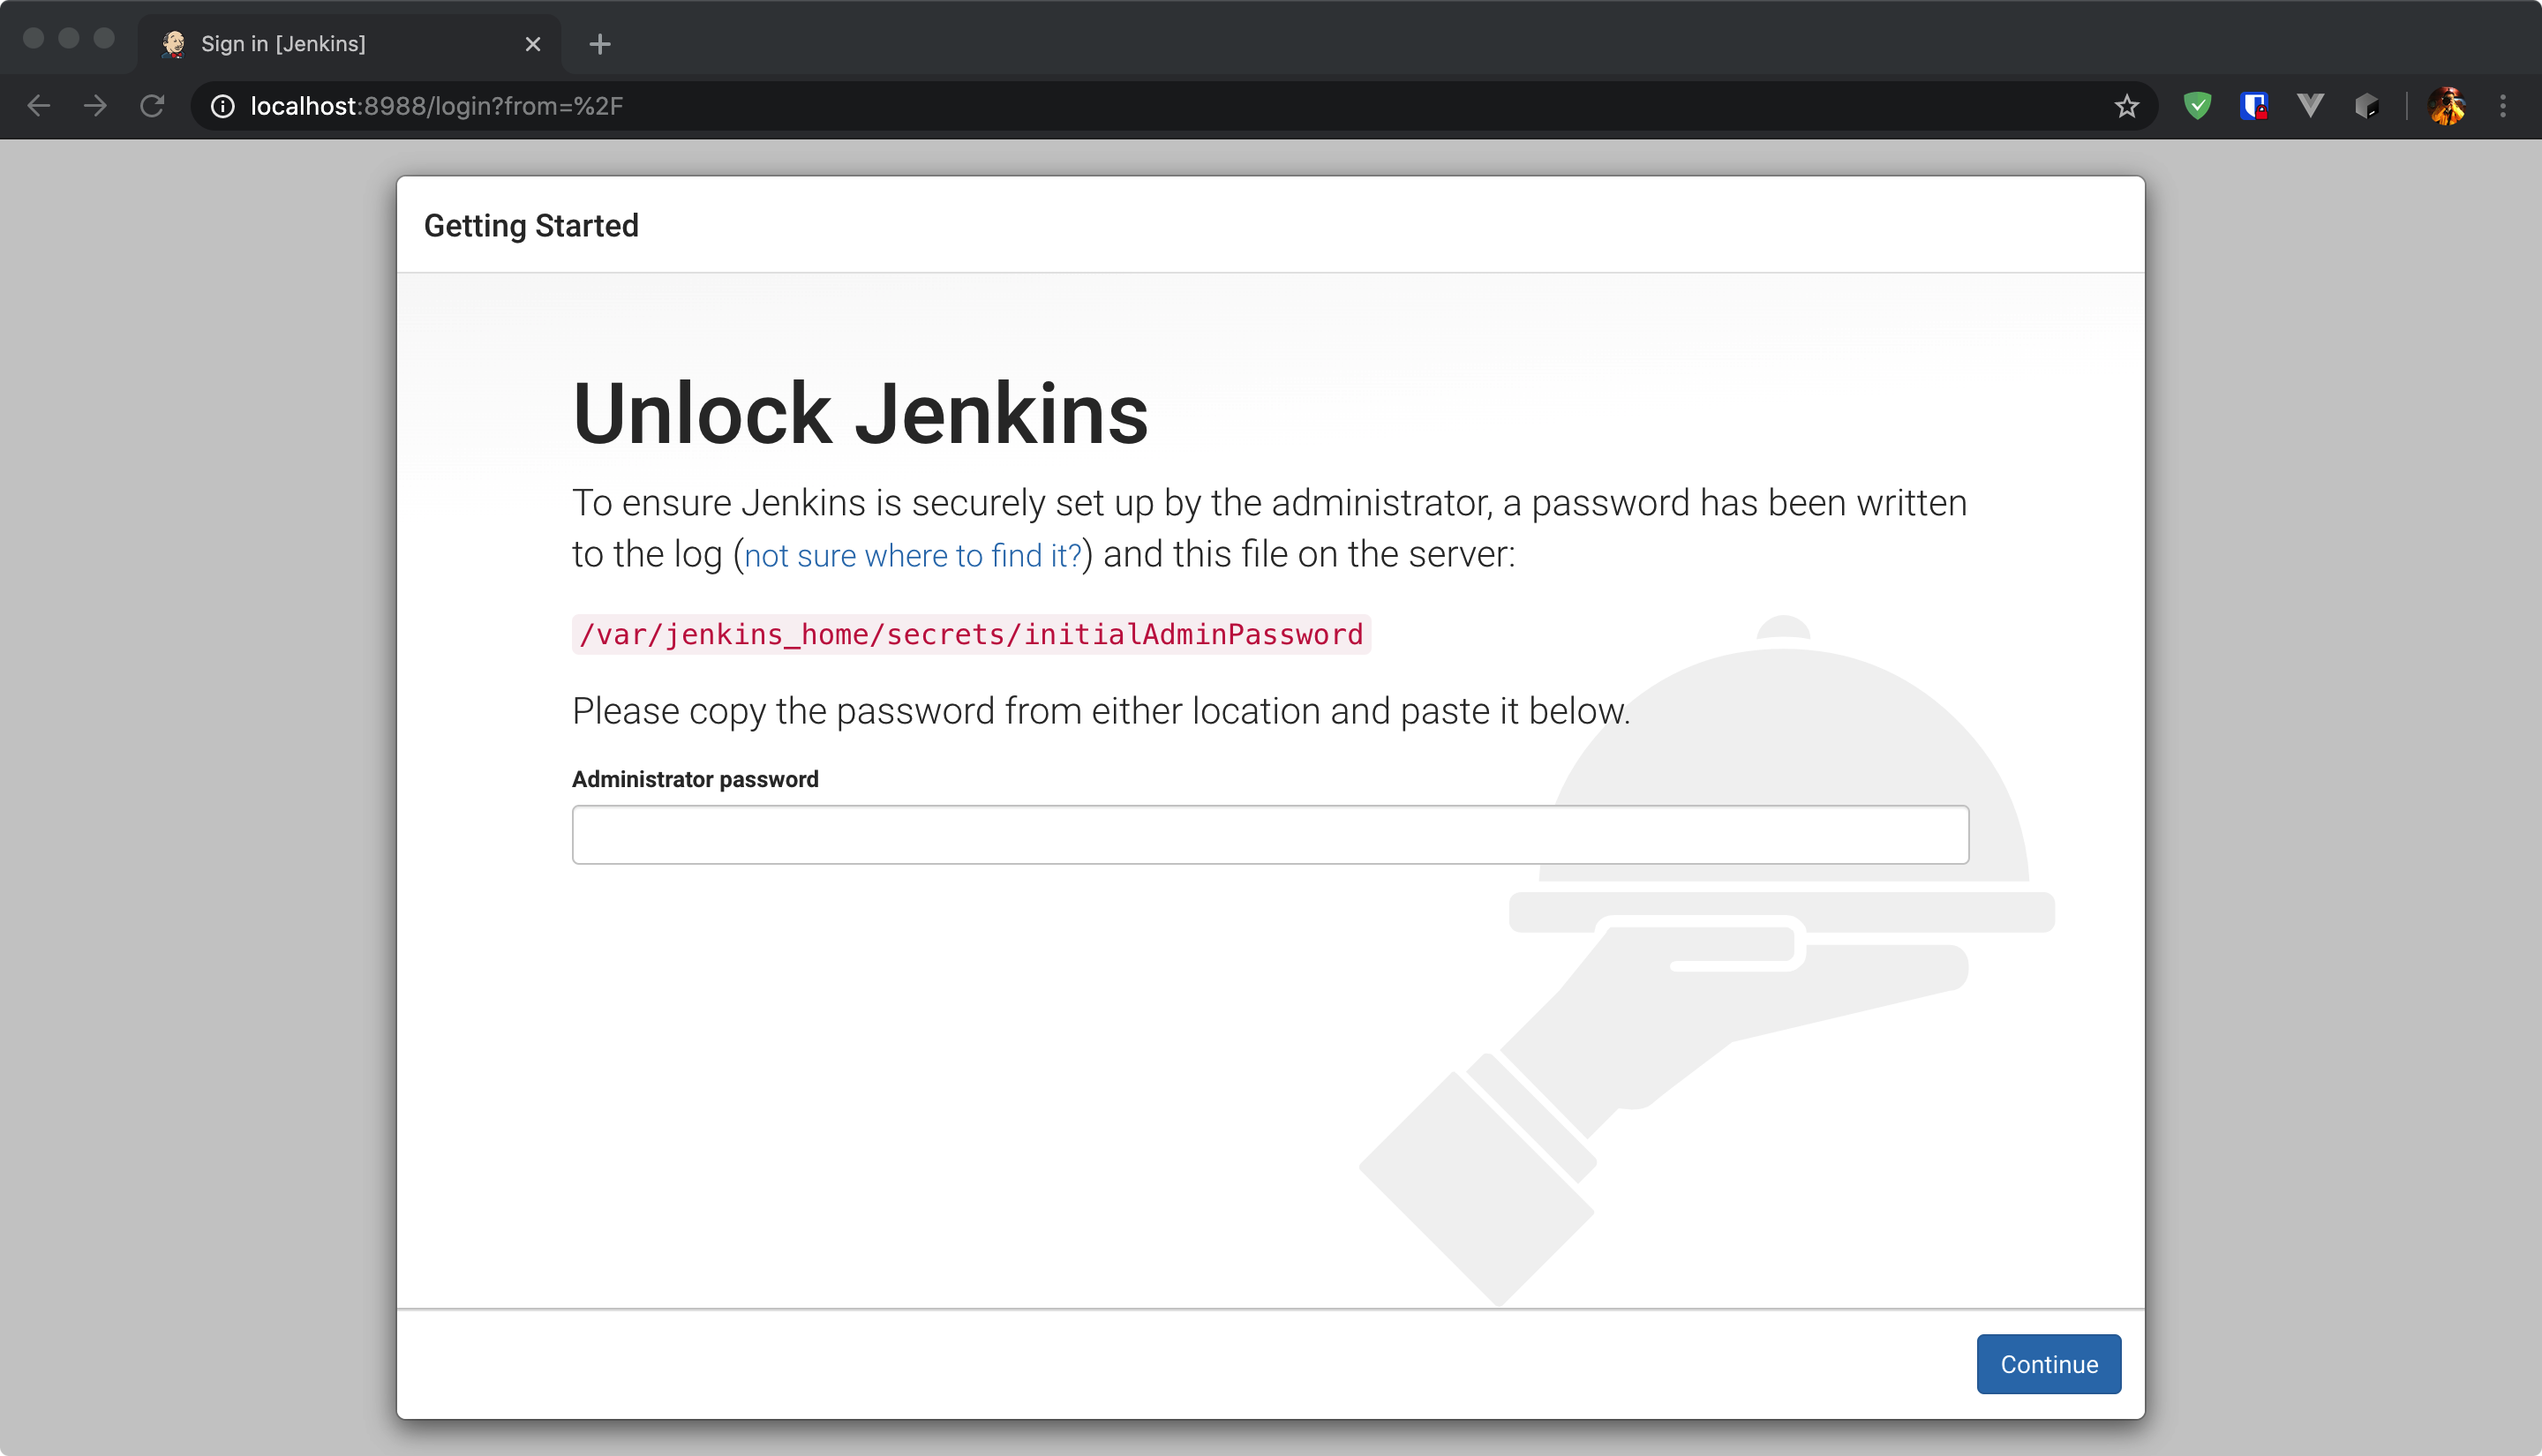 Sign in [Jenkins]
localhost:8988/login?from=%2F
Getting Started
Unlock Jenkins
To ensure Jenkins is securely set up by the administrator, a password has been written
to the log (not sure where to find it?) and this file on the server:
/var/jenkins_home/secrets/initialAdminPassword
Please copy the password from either location and paste it below.
Administrator password
Continue